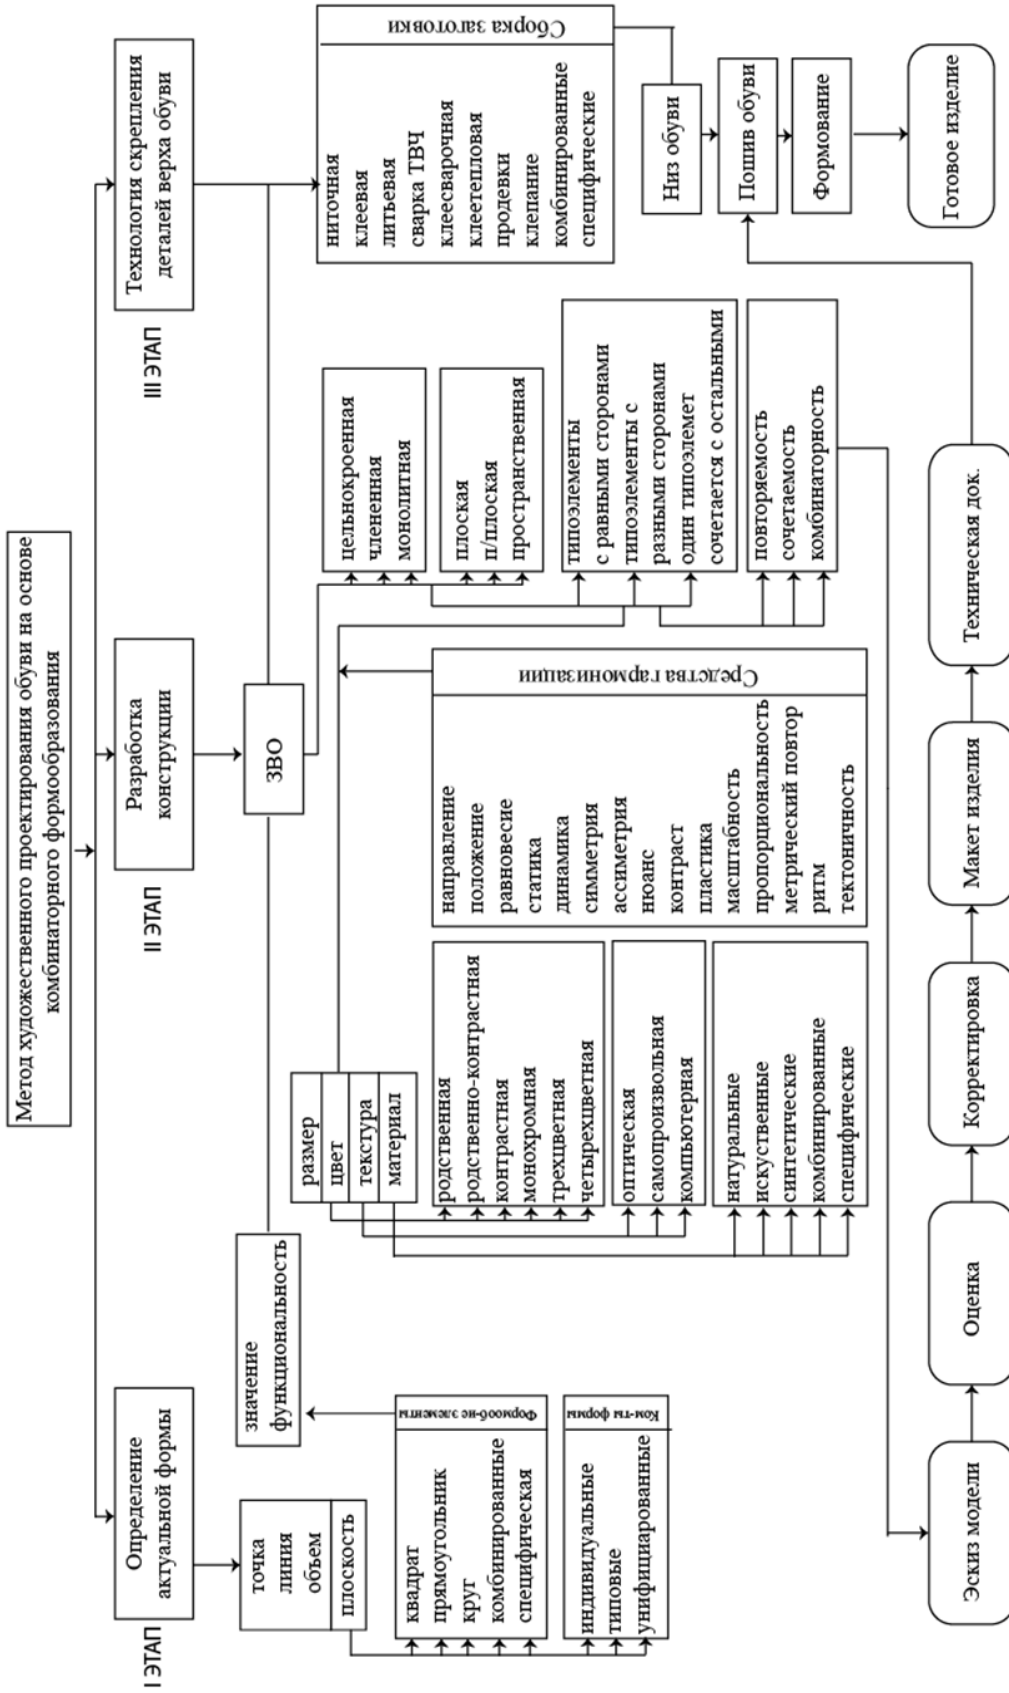 Метод художественного проектирования обуви на основе
комбинаторного формообразования
I ЭТАП
Определение
актуальной формы
II ЭТАП
Разработка
конструкции
III ЭТАП
Технология скрепления
деталей верха обуви
точка
линия
объем
плоскость
значение
функциональность
Формооб-ие элементы
квадрат
прямоугольник
круг
комбинированные
специфическая
Ком-ты формы
индивидуальные
типовые
унифициарованные
ЗВО
размер
цвет
текстура
материал
родственная
родственно-контрастная
контрастная
монохромная
трехцветная
четырехцветная
оптическая
самопроизвольная
компьютерная
натуральные
искуственные
синтетические
комбинированные
специфические
Средства гармонизации
направление
положение
равновесие
статика
динамика
симметрия
ассиметрия
нюанс
контраст
пластика
масштабность
пропорциональность
метрический повтор
ритм
тектоничность
цельнокроенная
члененная
монолитная
плоская
п/плоская
пространственная
типоэлементы
с равными сторонами
типоэлементы с
разными сторонами
один типоэлемет
сочетается с остальными
повторяемость
сочетаемость
комбинаторность
Сборка заготовки
ниточная
клеевая
литьевая
сварка ТВЧ
клеесварочная
клеетепловая
продевки
клепание
комбинированные
специфические
Низ обуви
Пошив обуви
Формование
Готовое изделие
Эскиз модели
Оценка
Корректировка
Макет изделия
Техническая док.